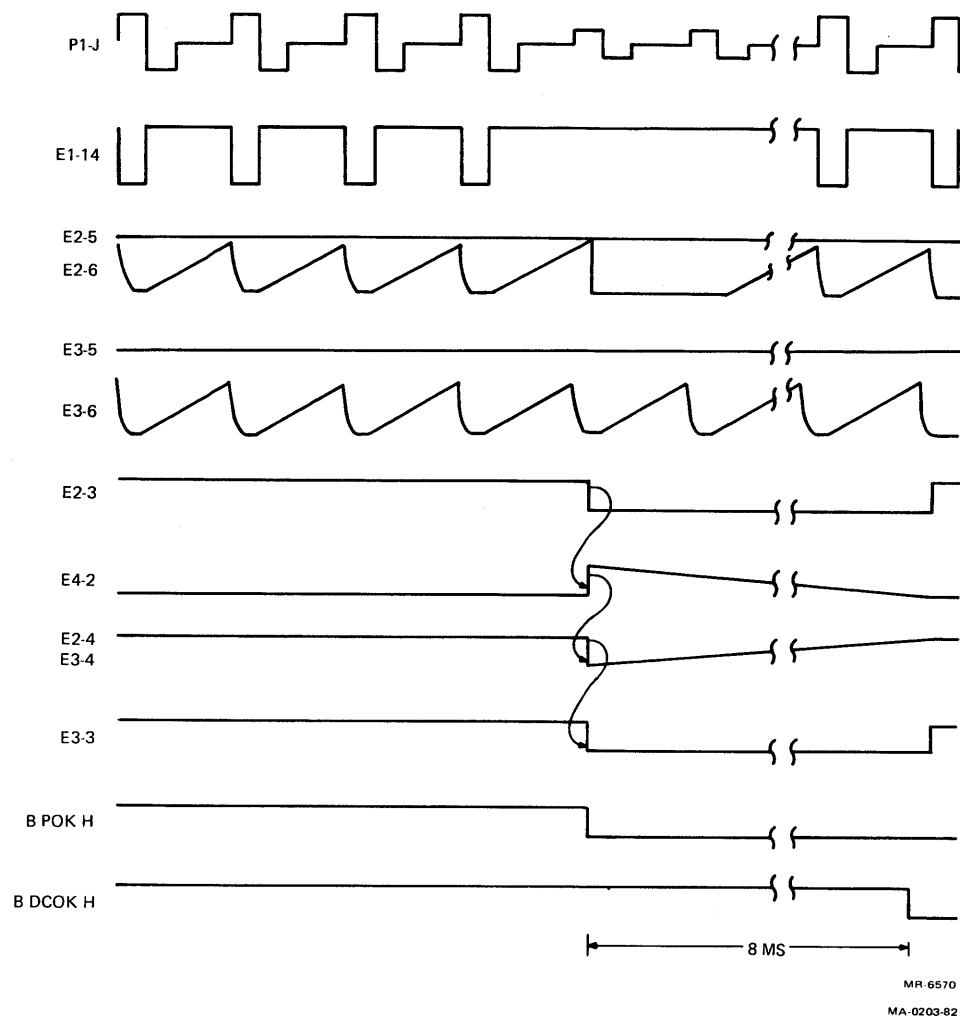 P1-J
E1-14
E2-5
E2-6
E3-5
E3-6
E2-3
E4-2
E2-4
E3-4
E3-3
B POK H
B DCOK H
8 MS
MR-6570
MA-0203-82